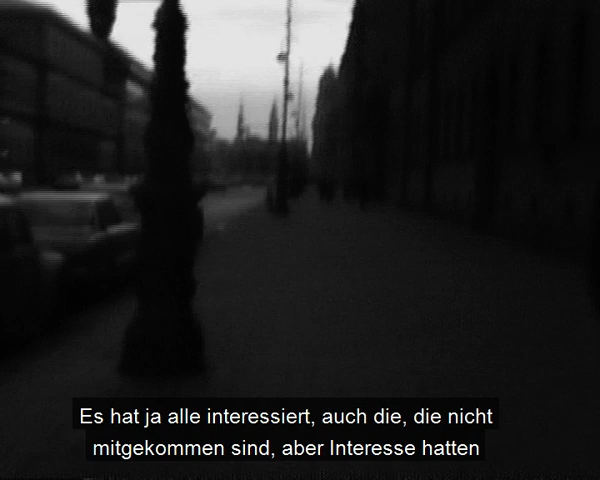 Es hat ja alle interessiert, auch die, die nicht
mitgekommen sind, aber Interesse hatten